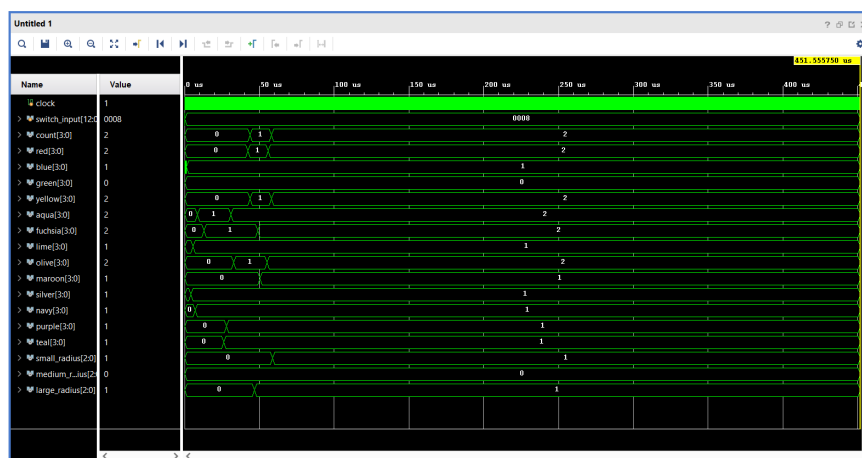 Untitled 1
?
451.555750 us
Name Value 0 us 50 us 100 us 150 us 200 us 250 us 300 us 350 us 400 us
clock 1
switch_input[12:0 0008 0008
count[3:0] 2 0 1 2
red[3:0] 2 0 1 2
blue[3:0] 1 1
green[3:0] 0 0
yellow[3:0] 2 0 1 2
aqua[3:0] 2 0 1 2
fuchsia[3:0] 2 0 1 2
lime[3:0] 1 1
olive[3:0] 2 0 1 2
maroon[3:0] 1 0 1
silver[3:0] 1 1
navy[3:0] 1 0 1
purple[3:0] 1 0 1
teal[3:0] 1 0 1
small_radius[2:0] 1 0 1
medium_r...ius[2: 0 0
large_radius[2:0] 1 0 1